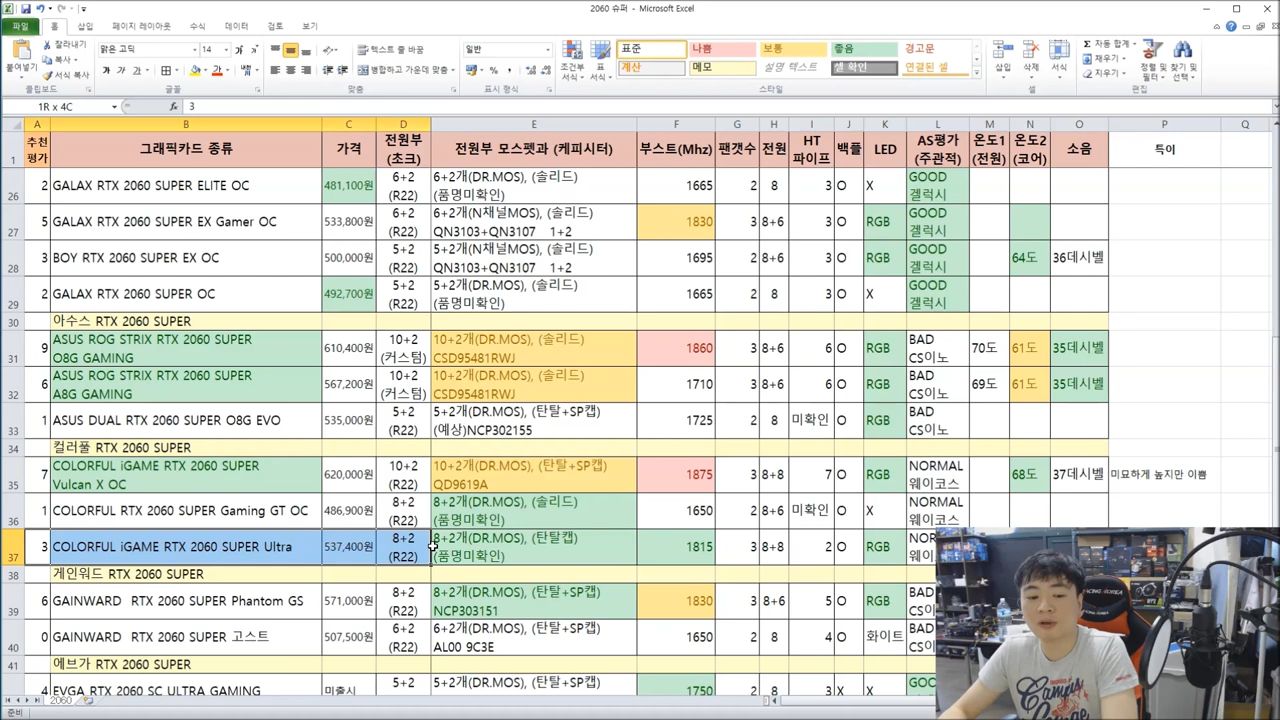 2060 슈퍼 - Microsoft Excel
파일 홈 삽입 페이지 레이아웃 수식 데이터 검토 보기
붙여넣기 잘라내기 복사 서식 복사
클립보드
맑은 고딕 14
글꼴
텍스트 줄 바꿈
병합하고 가운데 맞춤
맞춤
일반
표시 형식
조건부 서식 표 서식
표준 나쁨 보통 좋음 경고문
계산 메모 설명 텍스트 셀 확인 연결된 셀
스타일
삽입 삭제 서식
셀
자동 합계 채우기 지우기
정렬 및 필터 찾기 및 선택
편집
1R x 4C fx 3
A B C D E F G H I J K L M N O P Q
1 추천 평가 그래픽카드 종류 가격 전원부 (초크) 전원부 모스펫과 (케피시터) 부스트(Mhz) 팬갯수 전원 HT 파이프 백플 LED AS평가 (주관적) 온도1 (전원) 온도2 (코어) 소음 특이
26 2 GALAX RTX 2060 SUPER ELITE OC 481,100원 6+2 (R22) 6+2개(DR.MOS), (솔리드) (품명미확인) 1665 2 8 3 O X GOOD 겔럭시
27 5 GALAX RTX 2060 SUPER EX Gamer OC 533,800원 6+2 (R22) 6+2개(N채널MOS), (솔리드) QN3103+QN3107 1+2 1830 3 8+6 3 O RGB GOOD 겔럭시
28 3 BOY RTX 2060 SUPER EX OC 500,000원 5+2 (R22) 5+2개(N채널MOS), (솔리드) QN3103+QN3107 1+2 1695 2 8+6 3 O RGB GOOD 겔럭시 64도 36데시벨
29 2 GALAX RTX 2060 SUPER OC 492,700원 5+2 (R22) 5+2개(DR.MOS), (솔리드) (품명미확인) 1665 2 8 3 O X GOOD 겔럭시
30 아수스 RTX 2060 SUPER
31 9 ASUS ROG STRIX RTX 2060 SUPER O8G GAMING 610,400원 10+2 (커스텀) 10+2개(DR.MOS), (솔리드) CSD95481RWJ 1860 3 8+6 6 O RGB BAD CS이노 70도 61도 35데시벨
32 6 ASUS ROG STRIX RTX 2060 SUPER A8G GAMING 567,200원 10+2 (커스텀) 10+2개(DR.MOS), (솔리드) CSD95481RWJ 1710 3 8+6 6 O RGB BAD CS이노 69도 61도 35데시벨
33 1 ASUS DUAL RTX 2060 SUPER O8G EVO 535,000원 5+2 (R22) 5+2개(DR.MOS), (탄탈+SP캡) (예상)NCP302155 1725 2 8 미확인 O RGB BAD CS이노
34 컬러풀 RTX 2060 SUPER
35 7 COLORFUL iGAME RTX 2060 SUPER Vulcan X OC 620,000원 10+2 (R22) 10+2개(DR.MOS), (탄탈+SP캡) QD9619A 1875 3 8+8 7 O RGB NORMAL 웨이코스 68도 37데시벨 미묘하게 높지만 이쁨
36 1 COLORFUL RTX 2060 SUPER Gaming GT OC 486,900원 8+2 (R22) 8+2개(DR.MOS), (솔리드) (품명미확인) 1650 2 8 미확인 O X NORMAL 웨이코스
37 3 COLORFUL iGAME RTX 2060 SUPER Ultra 537,400원 8+2 (R22) 8+2개(DR.MOS), (탄탈캡) (품명미확인) 1815 3 8+8 2 O RGB
38 게인워드 RTX 2060 SUPER
39 6 GAINWARD RTX 2060 SUPER Phantom GS 571,000원 8+2 (R22) 8+2개(DR.MOS), (탄탈+SP캡) NCP303151 1830 3 8+6 5 O RGB
40 0 GAINWARD RTX 2060 SUPER 고스트 507,500원 6+2 (R22) 6+2개(DR.MOS), (탄탈+SP캡) AL00 9C3E 1650 2 8 4 O 화이트
41 에브가 RTX 2060 SUPER
4 EVGA RTX 2060 SC ULTRA GAMING 미출시 5+2 5+2개(DR.MOS), (탄탈+SP캡) 1750 2 8 X X
2060
준비